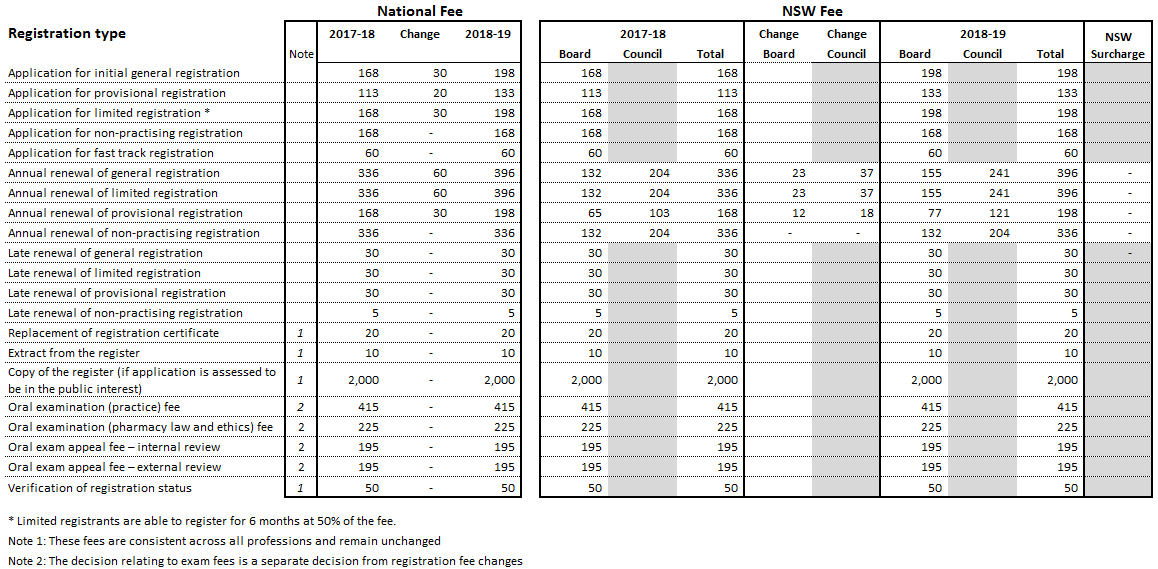 National Fee NSW Fee
Registration type 2017-18 Change 2018-19 2017-18 Change Change 2018-19 NSW
Note Board Council Total Board Council Board Council Total Surcharge
Application for initial general registration 168 30 198 168 168 198 198
Application for provisional registration 113 20 133 113 113 133 133
Application for limited registration * 168 30 198 168 168 198 198
Application for non-practising registration 168 - 168 168 168 168 168
Application for fast track registration 60 - 60 60 60 60 60
Annual renewal of general registration 336 60 396 132 204 336 23 37 155 241 396 -
Annual renewal of limited registration 336 60 396 132 204 336 23 37 155 241 396 -
Annual renewal of provisional registration 168 30 198 65 103 168 12 18 77 121 198 -
Annual renewal of non-practising registration 336 - 336 132 204 336 - - 132 204 336 -
Late renewal of general registration 30 - 30 30 30 30 30 -
Late renewal of limited registration 30 - 30 30 30 30 30
Late renewal of provisional registration 30 - 30 30 30 30 30
Late renewal of non-practising registration 5 - 5 5 5 5 5
Replacement of registration certificate 1 20 - 20 20 20 20 20
Extract from the register 1 10 - 10 10 10 10 10
Copy of the register (if application is assessed to
be in the public interest) 1 2,000 - 2,000 2,000 2,000 2,000 2,000
Oral examination (practice) fee 2 415 - 415 415 415 415 415
Oral examination (pharmacy law and ethics) fee 2 225 - 225 225 225 225 225
Oral exam appeal fee – internal review 2 195 - 195 195 195 195 195
Oral exam appeal fee – external review 2 195 - 195 195 195 195 195
Verification of registration status 1 50 - 50 50 50 50 50
* Limited registrants are able to register for 6 months at 50% of the fee.
Note 1: These fees are consistent across all professions and remain unchanged
Note 2: The decision relating to exam fees is a separate decision from registration fee changes